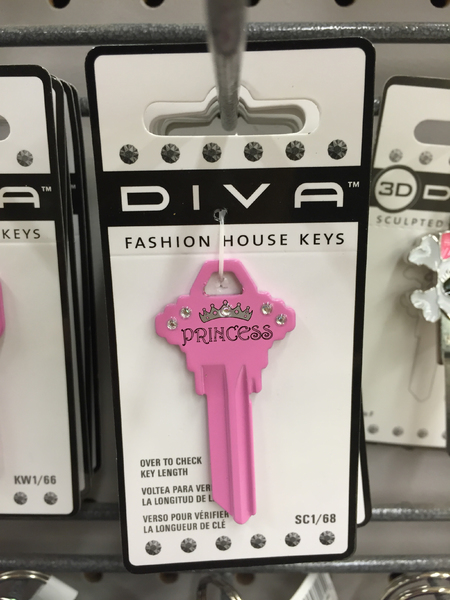 DIVA™
FASHION HOUSE KEYS
PRINCESS
OVER TO CHECK
KEY LENGTH
VOLTEA PARA VER
LA LONGITUD DE
VERSO POUR VÉRIFIER
LA LONGUEUR DE CLÉ
SC1/68
A™
KEYS
KW1/66
3D D
SCULPTED